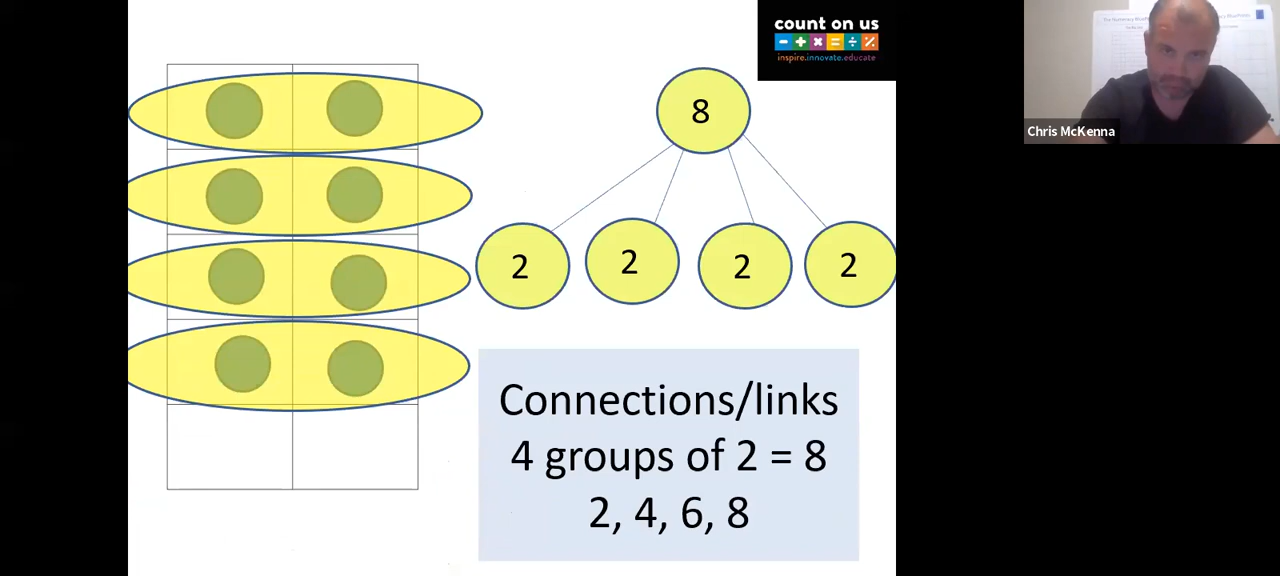 count on us
− + × = ÷ %
inspire.innovate.educate
8
2 2 2 2
Connections/links
4 groups of 2 = 8
2, 4, 6, 8
Chris McKenna